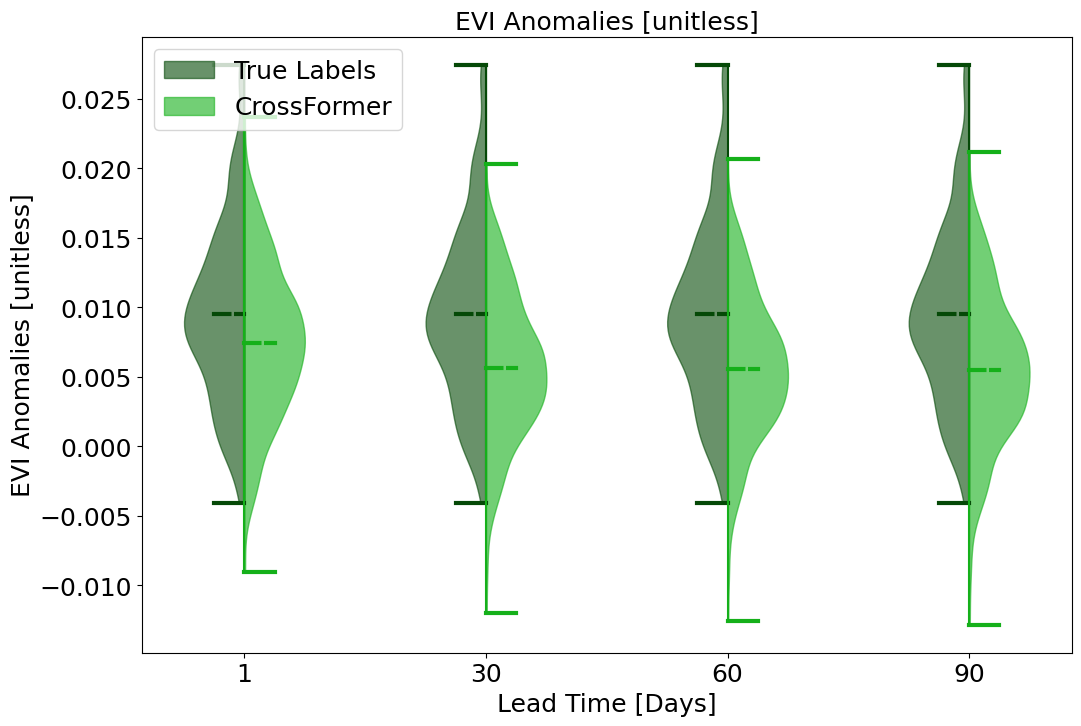 EVI Anomalies [unitless]
True Labels
CrossFormer
EVI Anomalies [unitless]
0.025
0.020
0.015
0.010
0.005
0.000
−0.005
−0.010
1
30
60
90
Lead Time [Days]